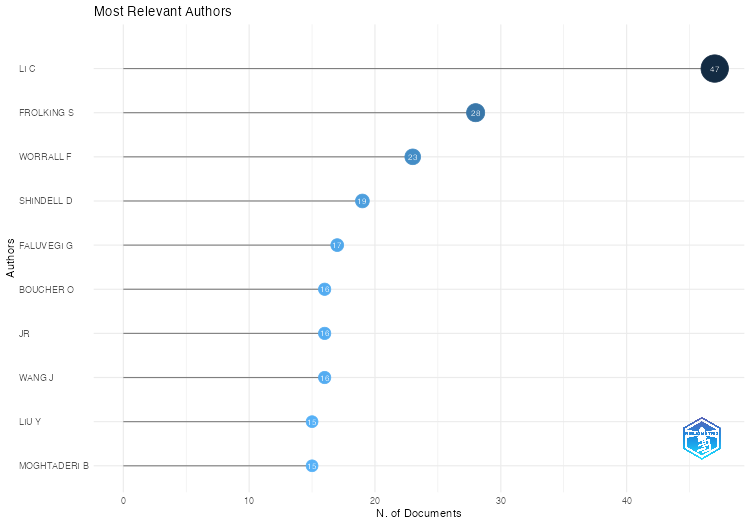 Most Relevant Authors
Authors
LI C
47
FROLKING S
28
WORRALL F
23
SHINDELL D
19
FALUVEGI G
17
BOUCHER O
16
JR
16
WANG J
16
LIU Y
15
MOGHTADERI B
15
0 10 20 30 40
N. of Documents
BIBLIOMETRIX